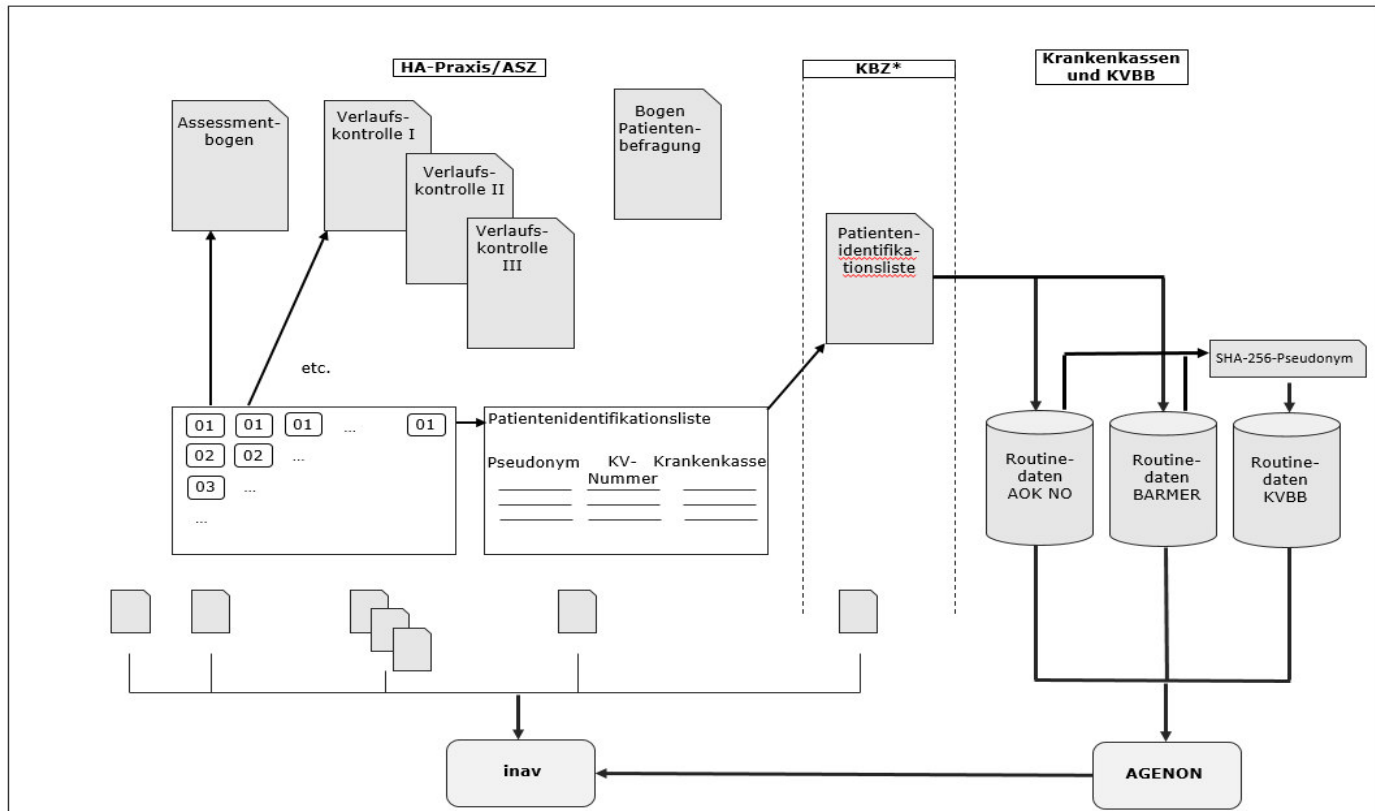 HA-Praxis/ASZ
KBZ*
Krankenkassen
und KVBB
Assessment-
bogen
Verlaufs-
kontrolle I
Verlaufs-
kontrolle II
Verlaufs-
kontrolle
III
Bogen
Patienten-
befragung
Patienten-
identifika-
tionsliste
etc.
SHA-256-Pseudonym
01 01 01 ... 01
02 02 ...
03 ...
...
Patientenidentifikationsliste
Pseudonym KV-Nummer Krankenkasse
Routine-
daten
AOK NO
Routine-
daten
BARMER
Routine-
daten
KVBB
inav
AGENON